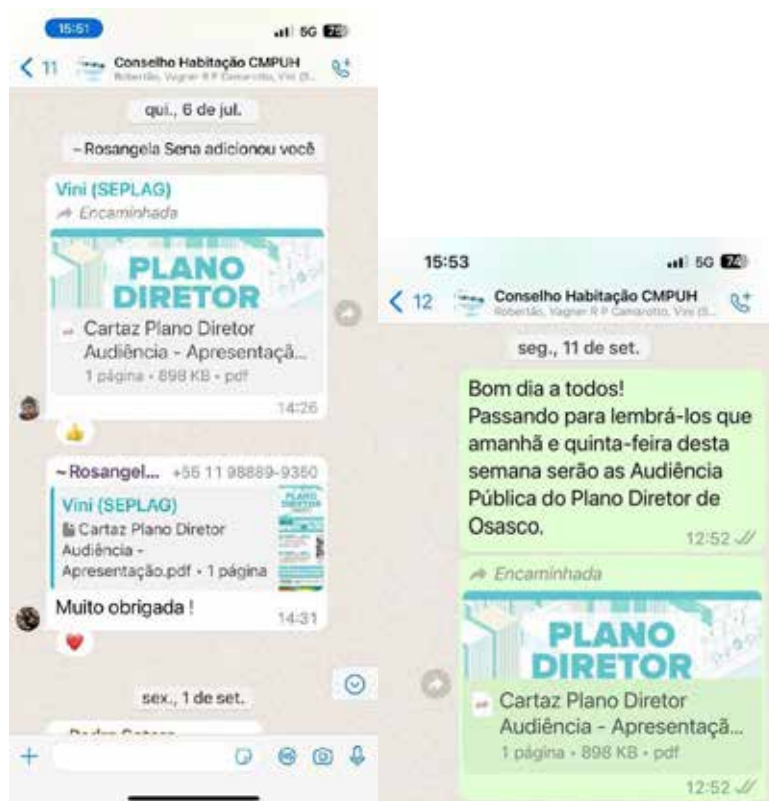 15:51
5G
11
Conselho Habitação CMPUH
Robertão, Vagner R P Camarotto, Vini (S...
qui., 6 de jul.
~Rosangela Sena adicionou você
Vini (SEPLAG)
Encaminhada
PLANO
DIRETOR
Cartaz Plano Diretor
Audiência - Apresentaçã...
1 página • 898 KB • pdf
14:26
~Rosangel... +55 11 98889-9350
Vini (SEPLAG)
Cartaz Plano Diretor
Audiência -
Apresentação.pdf • 1 página
PLANO
DIRETOR
Muito obrigada !
14:31
sex., 1 de set.
15:53
5G 74
12
Conselho Habitação CMPUH
Robertão, Vagner R P Camarotto, Vini (S...
seg., 11 de set.
Bom dia a todos!
Passando para lembrá-los que
amanhã e quinta-feira desta
semana serão as Audiência
Pública do Plano Diretor de
Osasco.
12:52
Encaminhada
PLANO
DIRETOR
Cartaz Plano Diretor
Audiência - Apresentaçã...
1 página • 898 KB • pdf
12:52